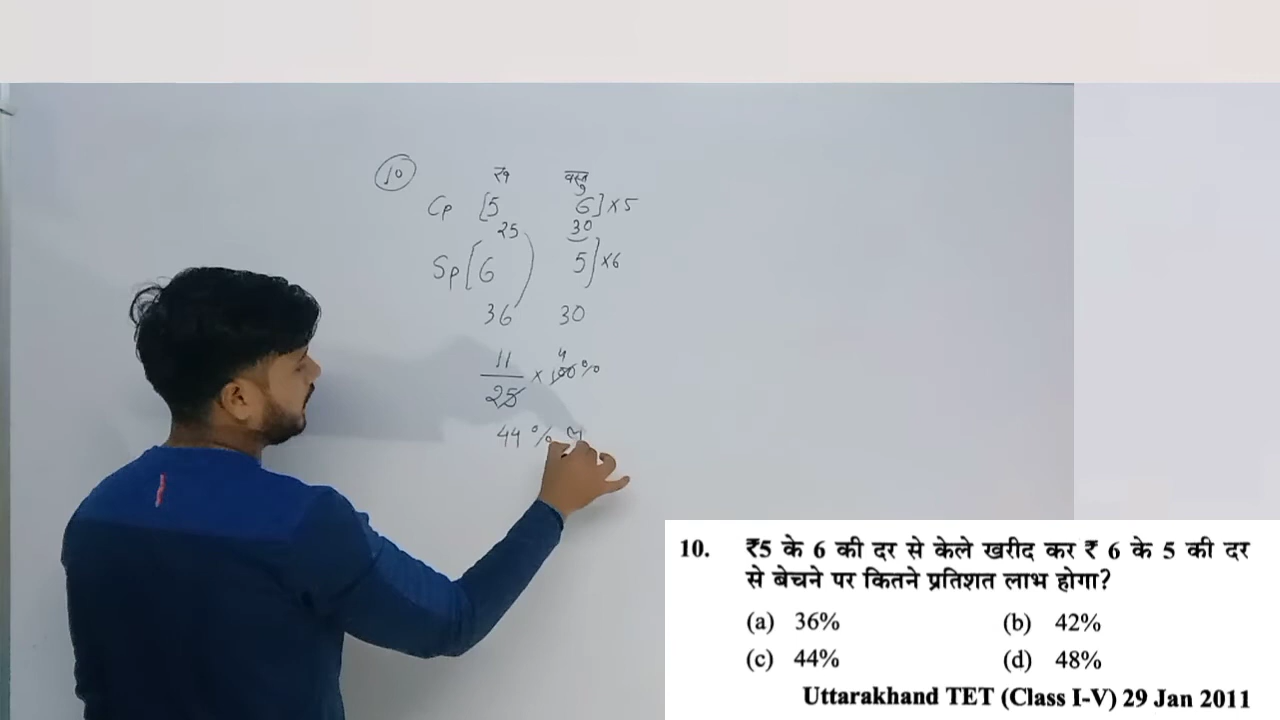 10
रु वस्तु
CP [5 6] × 5
25 30
SP [6 5] × 6
36 30
11 4
— × 100%
25
44 %
10. ₹5 के 6 की दर से केले खरीद कर ₹ 6 के 5 की दर
से बेचने पर कितने प्रतिशत लाभ होगा?
(a) 36% (b) 42%
(c) 44% (d) 48%
Uttarakhand TET (Class I-V) 29 Jan 2011